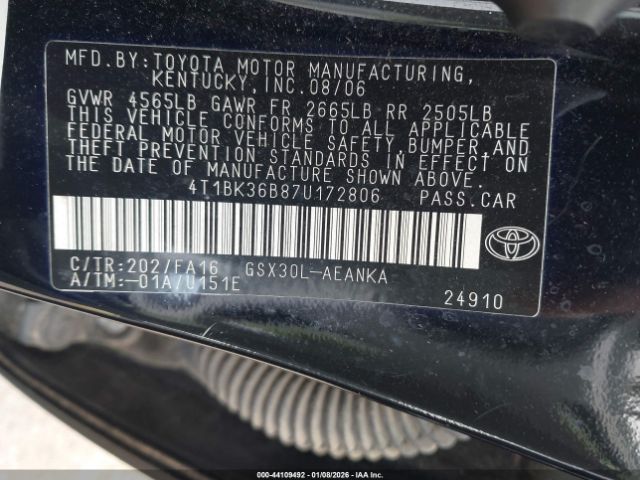 MFD.BY:TOYOTA MOTOR MANUFACTURING,
KENTUCKY,INC.08/06
GVWR 4565LB GAWR FR 2665LB RR 2505LB
THIS VEHICLE CONFORMS TO ALL APPLICABLE
FEDERAL MOTOR VEHICLE SAFETY,BUMPER,AND
THEFT PREVENTION STANDARDS IN EFFECT ON
THE DATE OF MANUFACTURE SHOWN ABOVE.
4T1BK36B87U172806 PASS.CAR
C/TR:202/FA16 GSX30L-AEANKA
A/TM:-01A/U151E
24910
TOYOTA
000-44109492 - 01/08/2026 - IAA Inc.